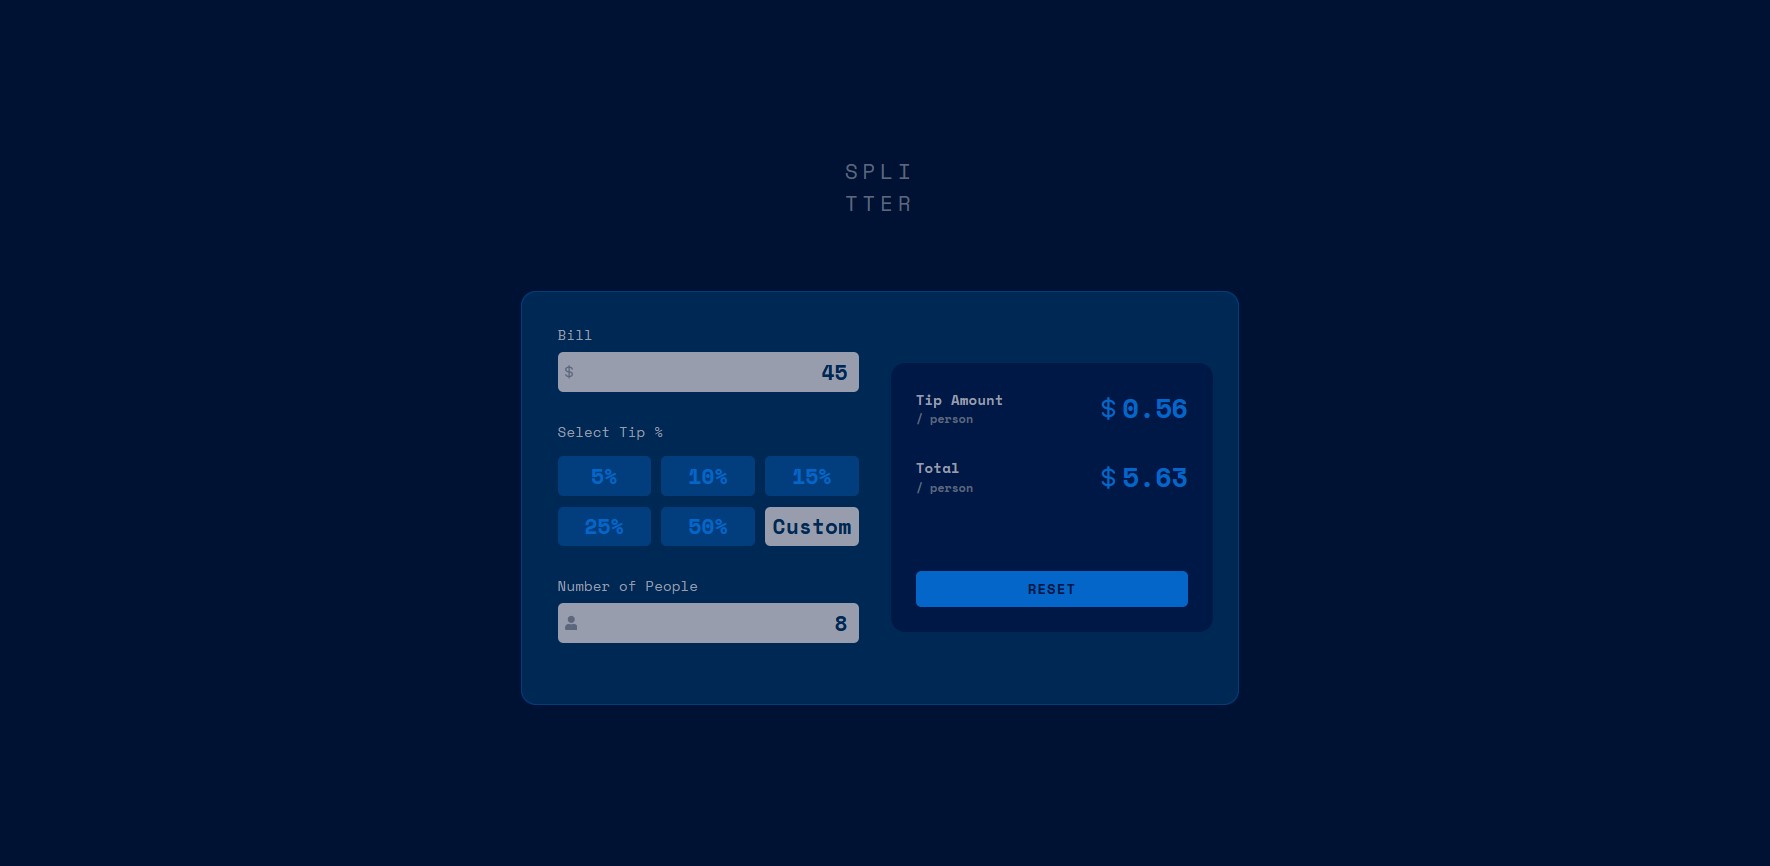 SPLI
TTER
Bill
$ 45
Select Tip %
5% 10% 15%
25% 50% Custom
Number of People
8
Tip Amount
/ person
$0.56
Total
/ person
$5.63
RESET